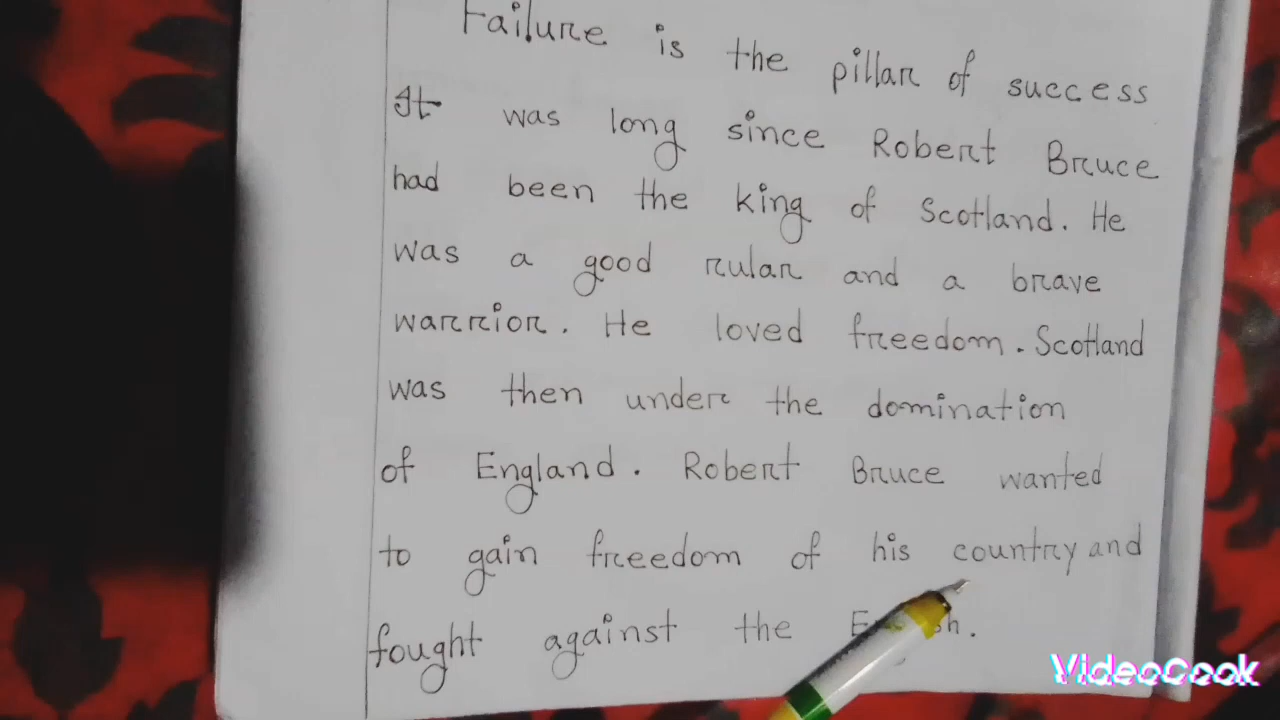 Failure is the pillar of success
It was long since Robert Bruce
had been the king of Scotland. He
was a good rular and a brave
warrior. He loved freedom. Scotland
was then under the domination
of England. Robert Bruce wanted
to gain freedom of his country and
fought against the
VideoCook